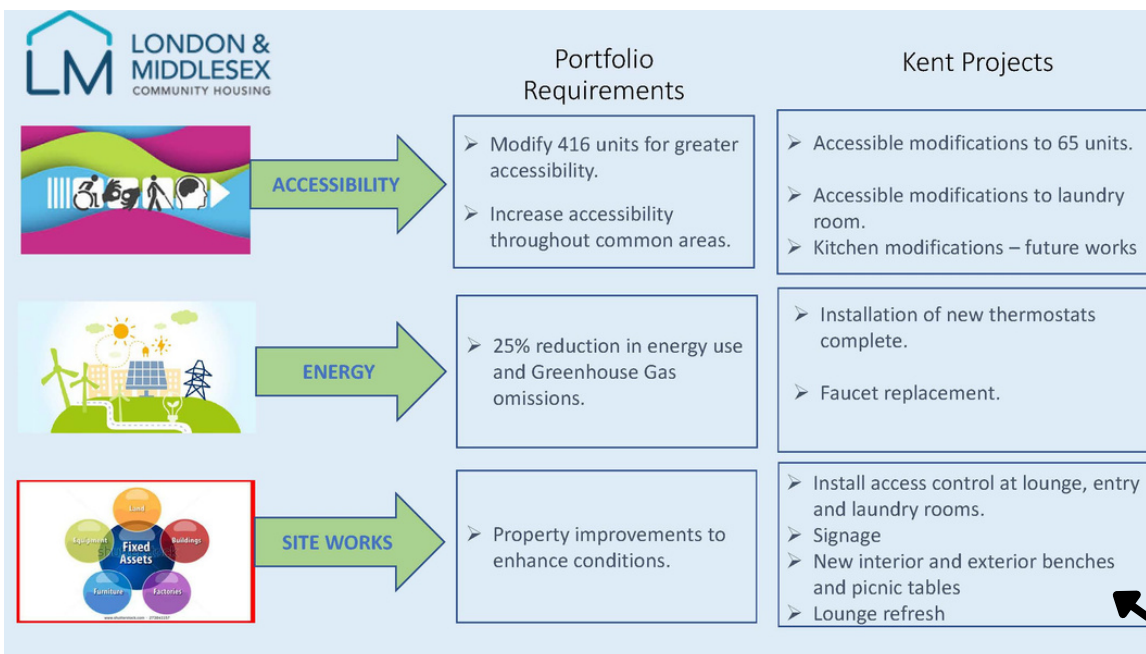 LONDON &
MIDDLESEX
COMMUNITY HOUSING
LM
Portfolio
Requirements
Kent Projects
ACCESSIBILITY
➢ Modify 416 units for greater
accessibility.
➢ Increase accessibility
throughout common areas.
➢ Accessible modifications to 65 units.
➢ Accessible modifications to laundry
room.
➢ Kitchen modifications – future works
ENERGY
➢ 25% reduction in energy use
and Greenhouse Gas
omissions.
➢ Installation of new thermostats
complete.
➢ Faucet replacement.
Land
Equipment
Buildings
Fixed
Assets
Furniture
Factories
SITE WORKS
➢ Property improvements to
enhance conditions.
➢ Install access control at lounge, entry
and laundry rooms.
➢ Signage
➢ New interior and exterior benches
and picnic tables
➢ Lounge refresh